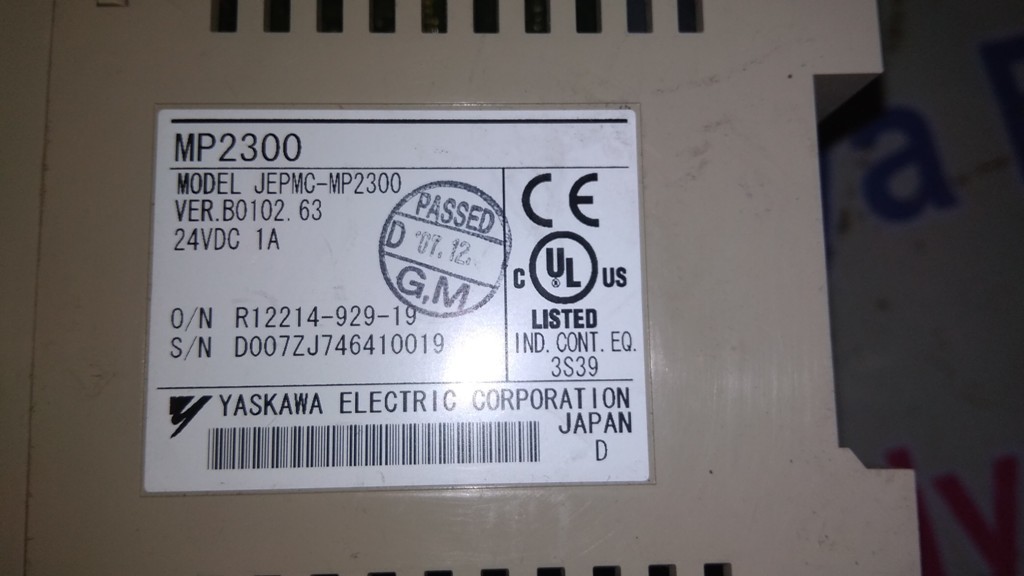 MP2300
MODEL JEPMC-MP2300
VER.B0102.63
24VDC 1A
PASSED
D '07.12.
G.M
O/N R12214-929-19
S/N D007ZJ746410019
CE
C UL ® US
LISTED
IND. CONT. EQ.
3S39
YASKAWA ELECTRIC CORPORATION
JAPAN
D